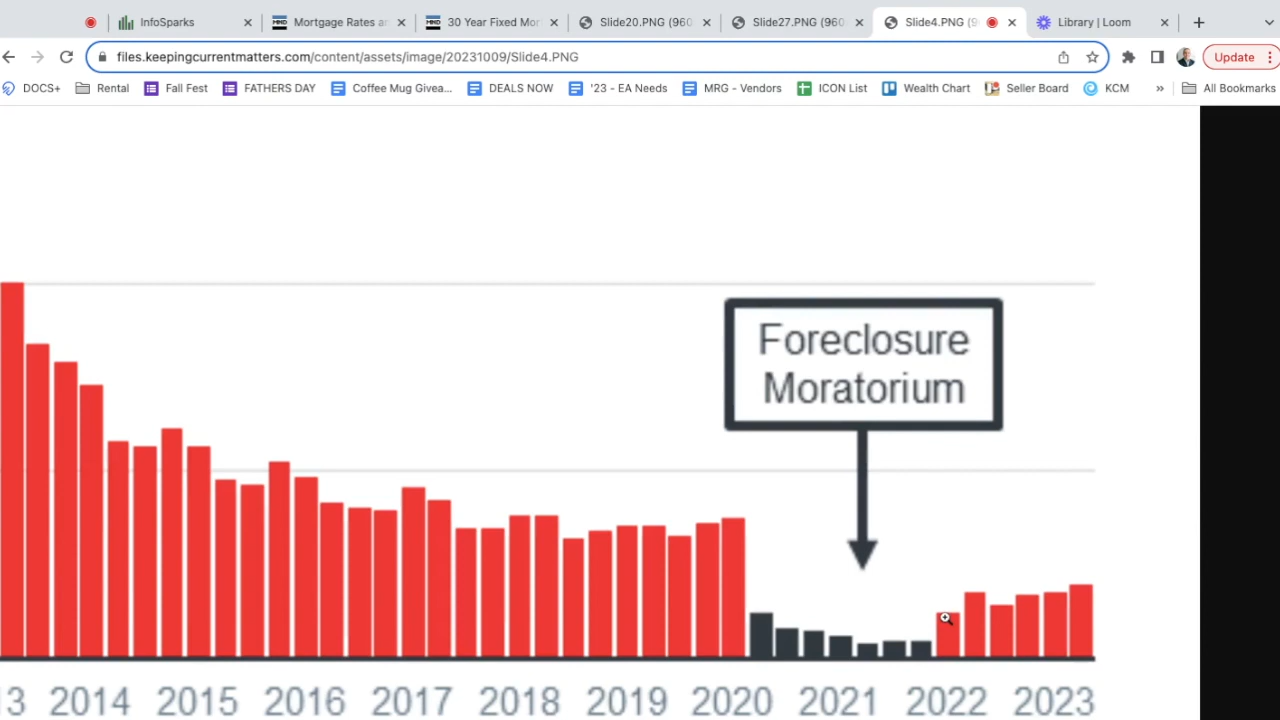 InfoSparks
Mortgage Rates a
30 Year Fixed Mor
Slide20.PNG (960
Slide27.PNG (960
Slide4.PNG (9
Library | Loom
files.keepingcurrentmatters.com/content/assets/image/20231009/Slide4.PNG
Update
DOCS+
Rental
Fall Fest
FATHERS DAY
Coffee Mug Givea...
DEALS NOW
'23 - EA Needs
MRG - Vendors
ICON List
Wealth Chart
Seller Board
KCM
»
All Bookmarks
Foreclosure
Moratorium
13 2014 2015 2016 2017 2018 2019 2020 2021 2022 2023